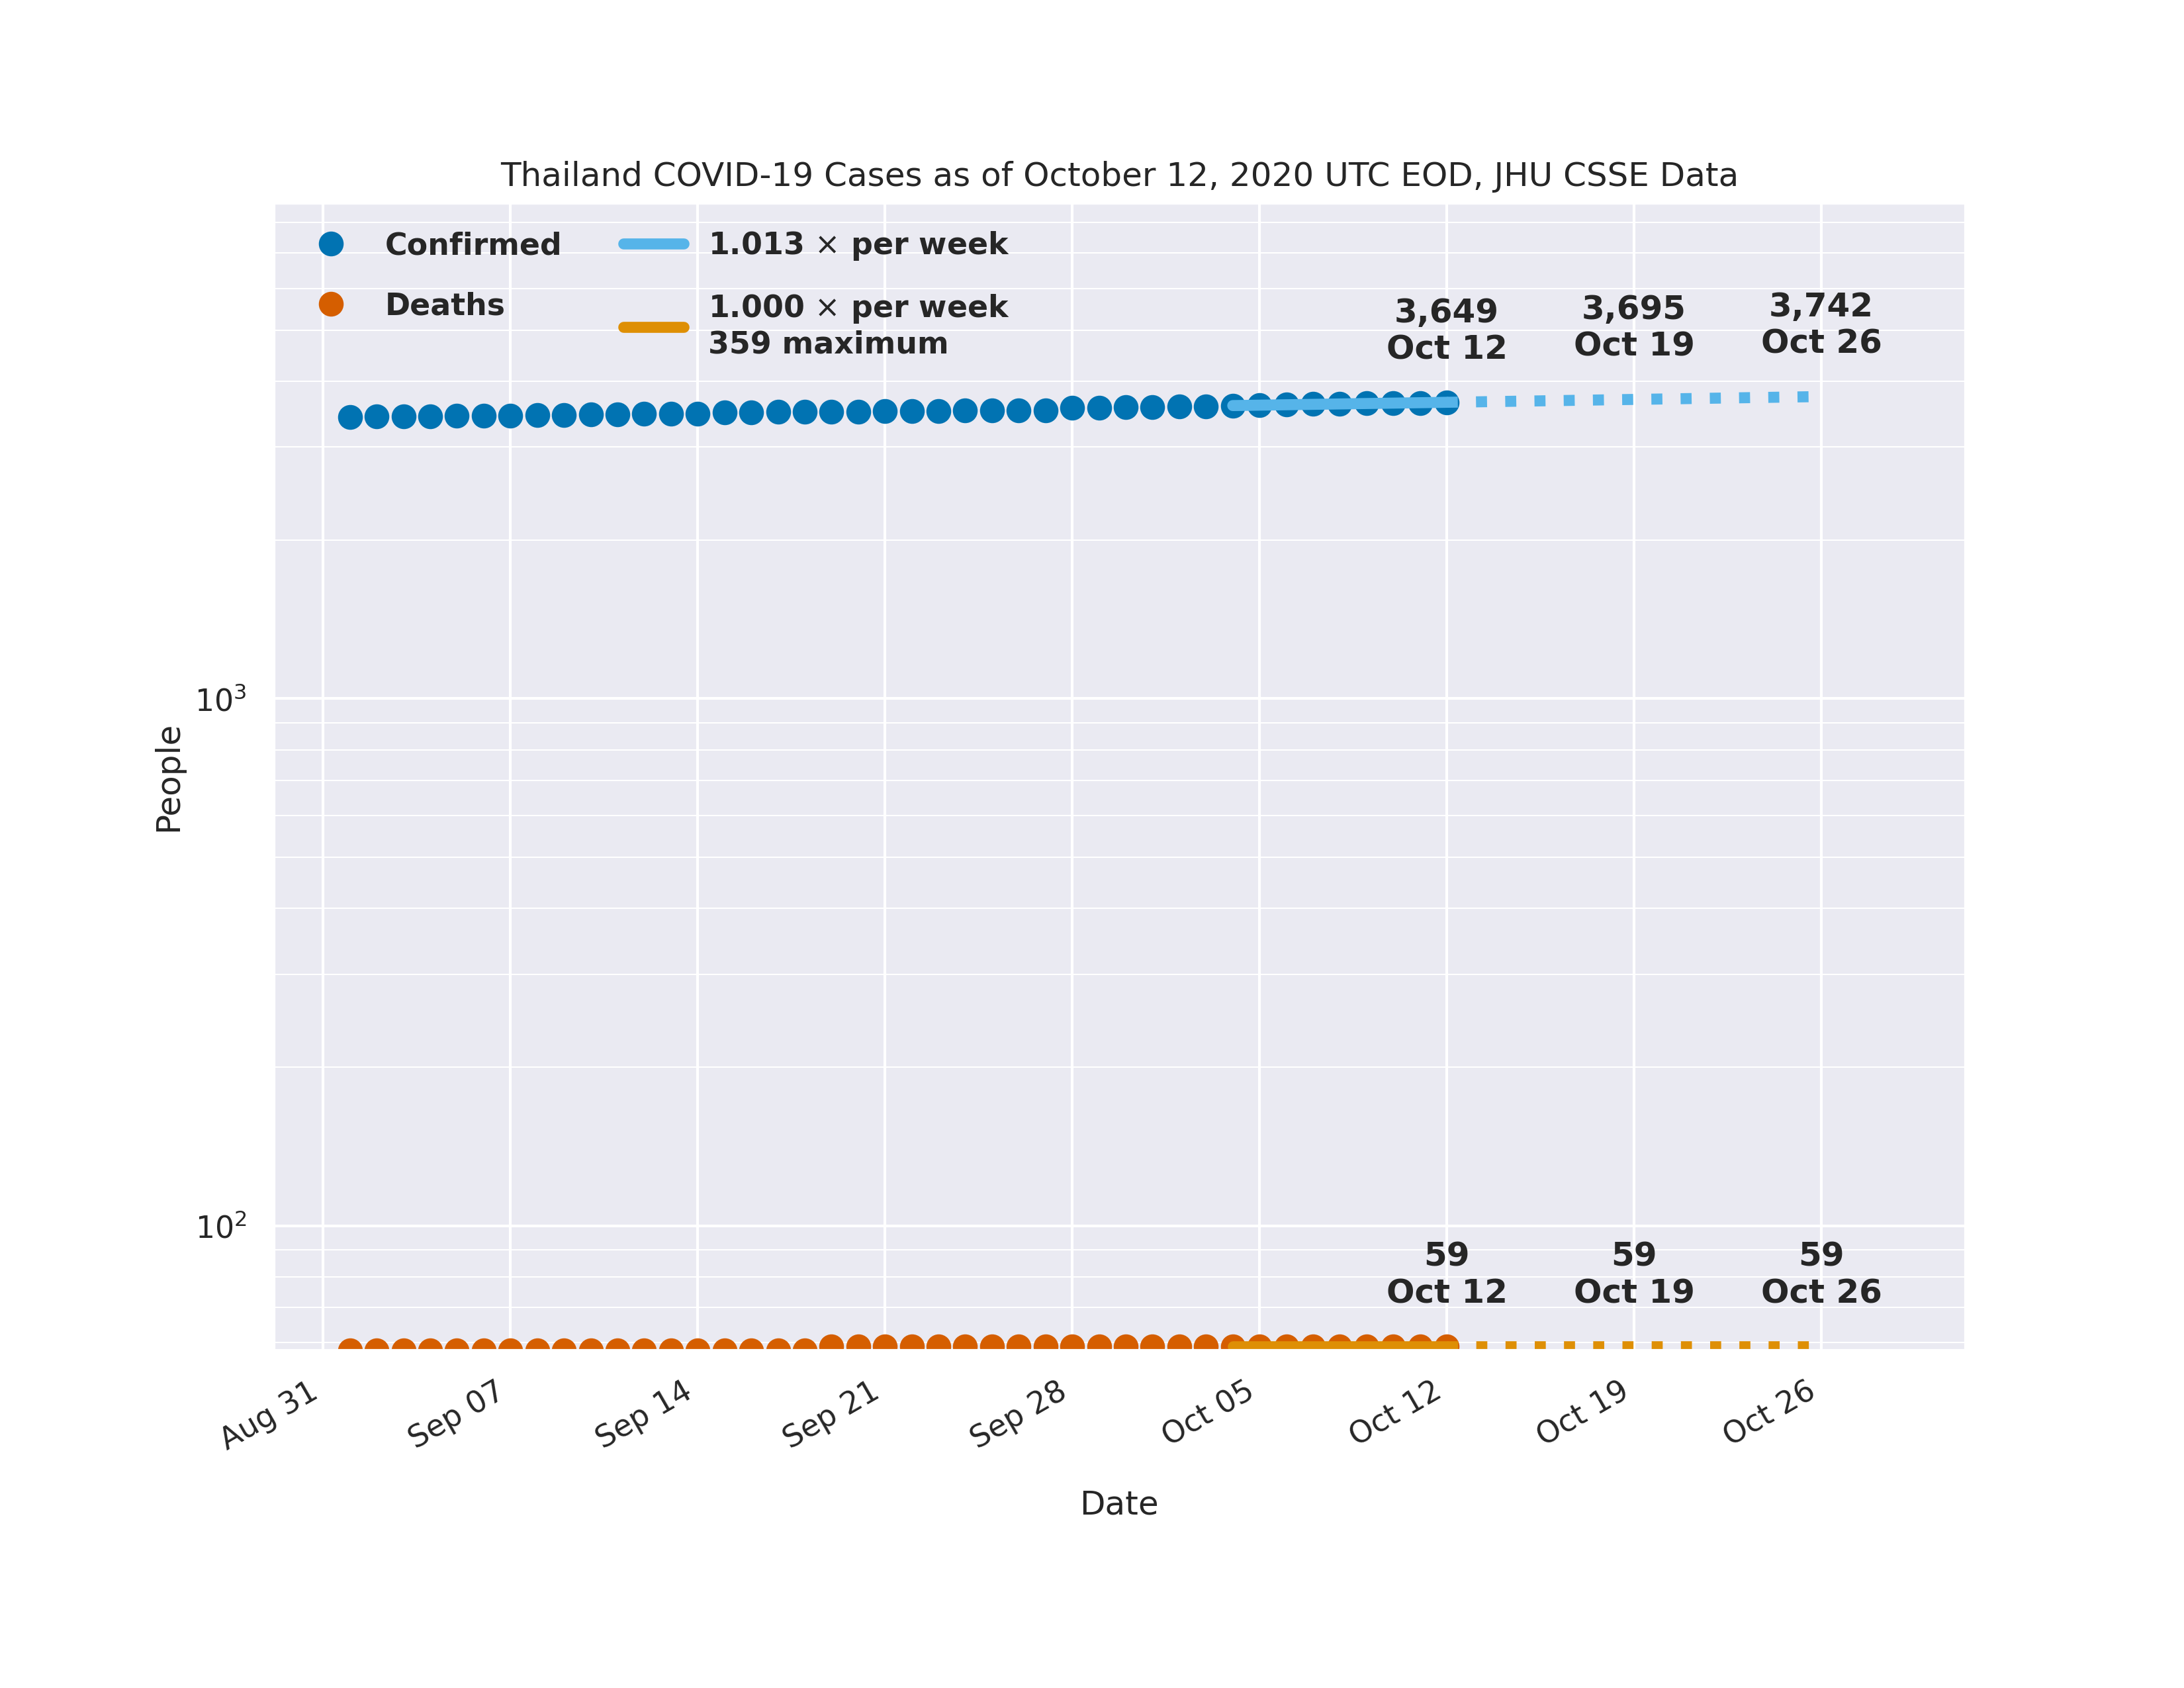 Thailand COVID-19 Cases as of October 12, 2020 UTC EOD, JHU CSSE Data
Confirmed
Deaths
1.013 × per week
1.000 × per week
359 maximum
3,649
Oct 12
3,695
Oct 19
3,742
Oct 26
10³
People
10²
59
Oct 12
59
Oct 19
59
Oct 26
Aug 31
Sep 07
Sep 14
Sep 21
Sep 28
Oct 05
Oct 12
Oct 19
Oct 26
Date